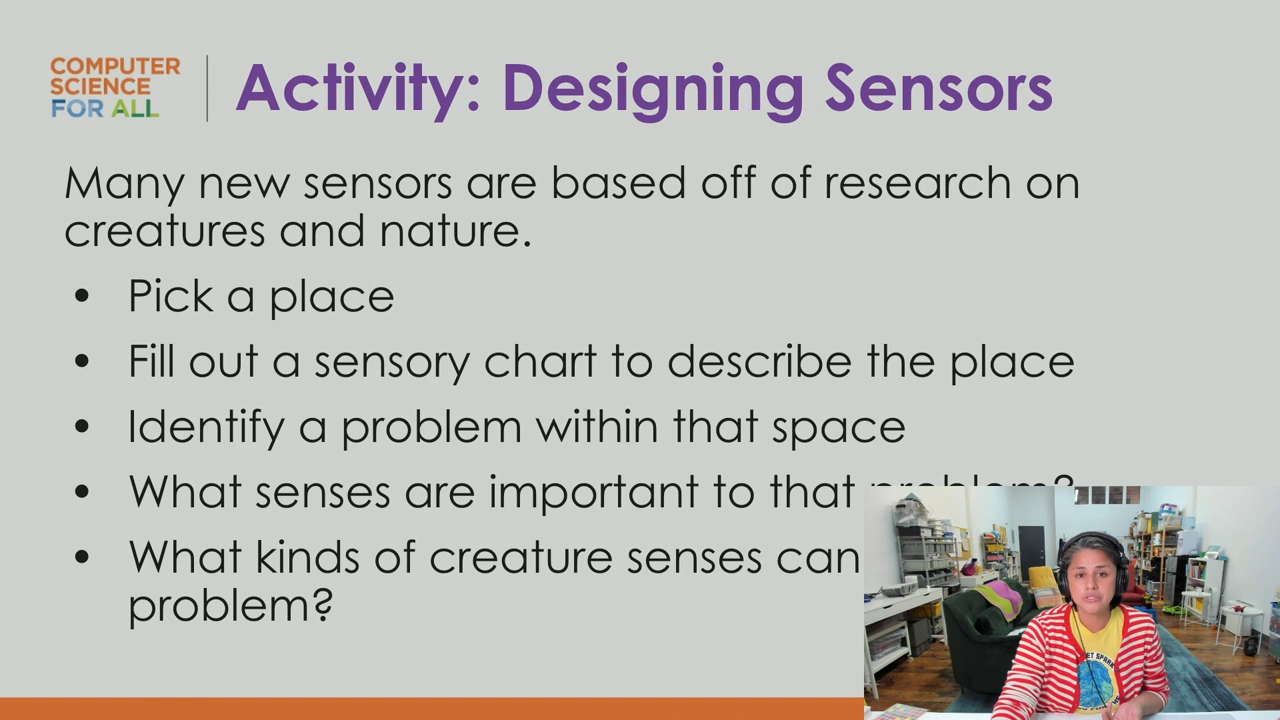 COMPUTER
SCIENCE
FOR ALL
Activity: Designing Sensors
Many new sensors are based off of research on
creatures and nature.
• Pick a place
• Fill out a sensory chart to describe the place
• Identify a problem within that space
• What senses are important to that problem?
• What kinds of creature senses can
problem?